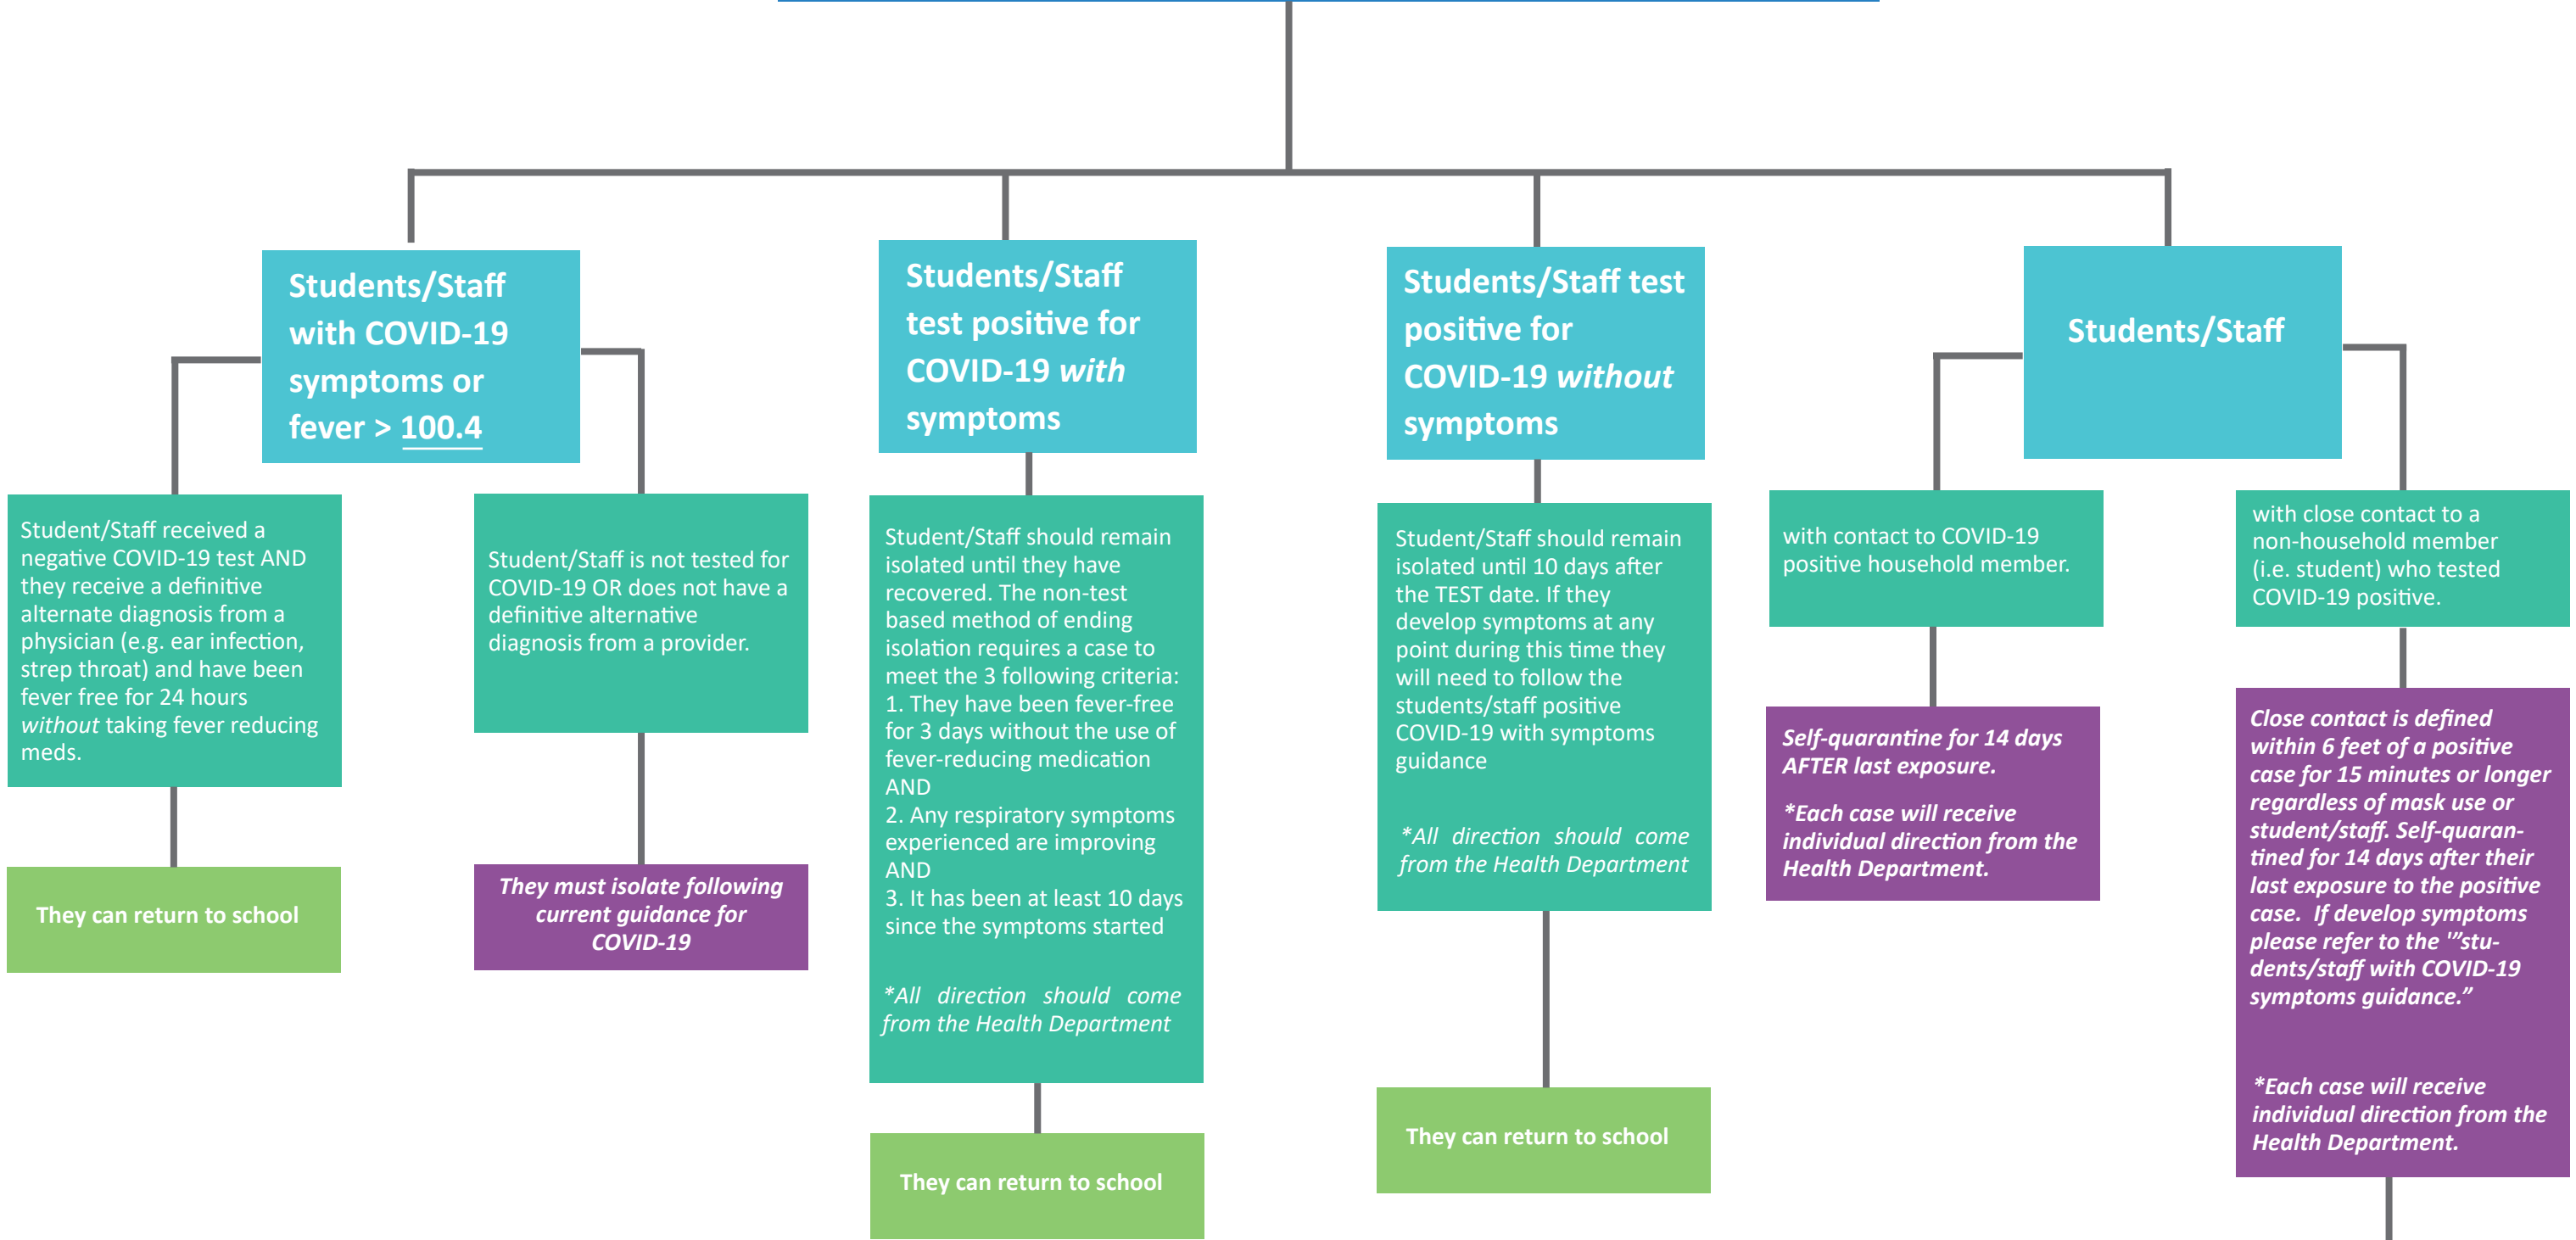 Students/Staff
with COVID-19
symptoms or
fever > 100.4
Student/Staff received a
negative COVID-19 test AND
they receive a definitive
alternate diagnosis from a
physician (e.g. ear infection,
strep throat) and have been
fever free for 24 hours
without taking fever reducing
meds.
They can return to school
Student/Staff is not tested for
COVID-19 OR does not have a
definitive alternative
diagnosis from a provider.
They must isolate following
current guidance for
COVID-19
Students/Staff
test positive for
COVID-19 with
symptoms
Student/Staff should remain
isolated until they have
recovered. The non-test
based method of ending
isolation requires a case to
meet the 3 following criteria:
1. They have been fever-free
for 3 days without the use of
fever-reducing medication
AND
2. Any respiratory symptoms
experienced are improving
AND
3. It has been at least 10 days
since the symptoms started
*All direction should come
from the Health Department
They can return to school
Students/Staff test
positive for
COVID-19 without
symptoms
Student/Staff should remain
isolated until 10 days after
the TEST date. If they
develop symptoms at any
point during this time they
will need to follow the
students/staff positive
COVID-19 with symptoms
guidance
*All direction should come
from the Health Department
They can return to school
Students/Staff
with contact to COVID-19
positive household member.
Self-quarantine for 14 days
AFTER last exposure.
*Each case will receive
individual direction from the
Health Department.
with close contact to a
non-household member
(i.e. student) who tested
COVID-19 positive.
Close contact is defined
within 6 feet of a positive
case for 15 minutes or longer
regardless of mask use or
student/staff. Self-quaran-
tined for 14 days after their
last exposure to the positive
case.  If develop symptoms
please refer to the '”stu-
dents/staff with COVID-19
symptoms guidance.”
*Each case will receive
individual direction from the
Health Department.